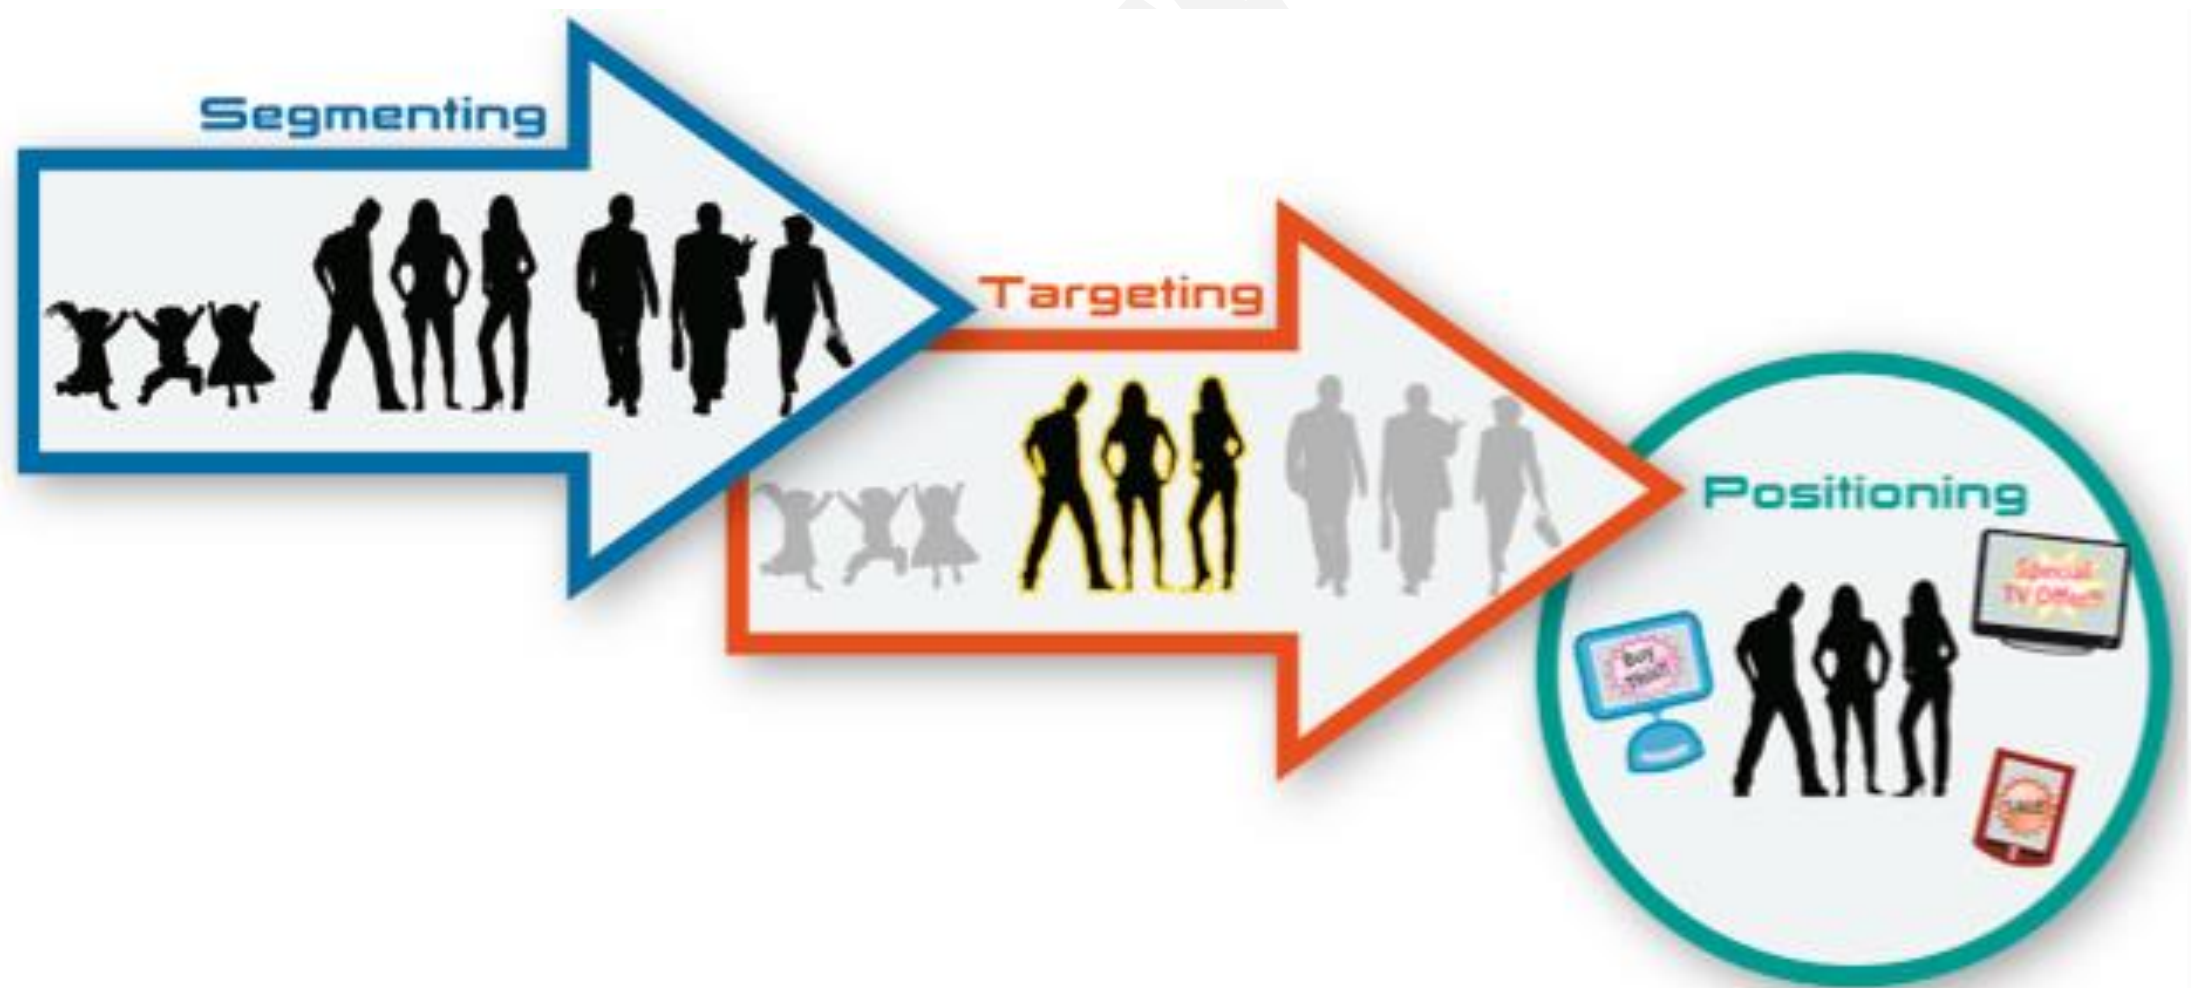 Segmenting
Targeting
Positioning
Special
TV Offer!!
Buy
This!!